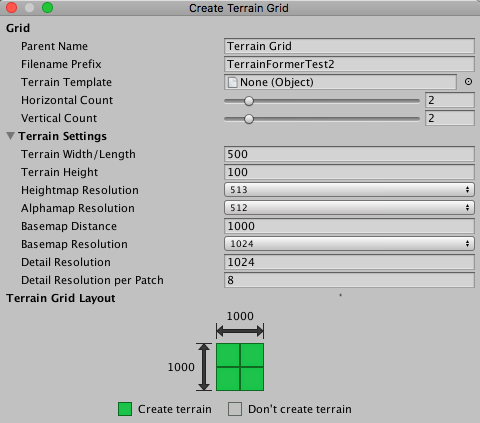 Create Terrain Grid
Grid
Parent Name Terrain Grid
Filename Prefix TerrainFormerTest2
Terrain Template None (Object)
Horizontal Count 2
Vertical Count 2
Terrain Settings
Terrain Width/Length 500
Terrain Height 100
Heightmap Resolution 513
Alphamap Resolution 512
Basemap Distance 1000
Basemap Resolution 1024
Detail Resolution 1024
Detail Resolution per Patch 8
Terrain Grid Layout
1000
1000
Create terrain Don't create terrain